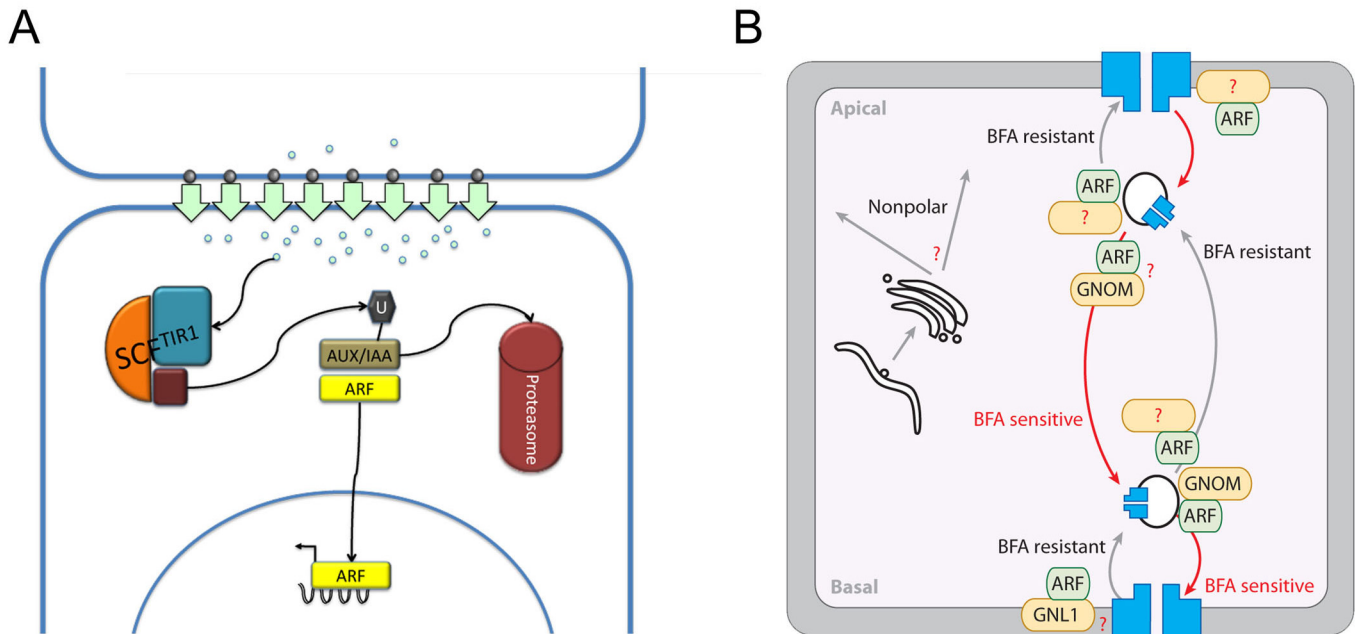 A
SCF^TIR1
U
AUX/IAA
ARF
Proteasome
ARF
B
Apical
?
ARF
BFA resistant
ARF
?
Nonpolar
?
ARF
?
GNOM
BFA resistant
BFA sensitive
?
ARF
GNOM
ARF
BFA resistant
BFA sensitive
Basal
ARF
GNL1
?